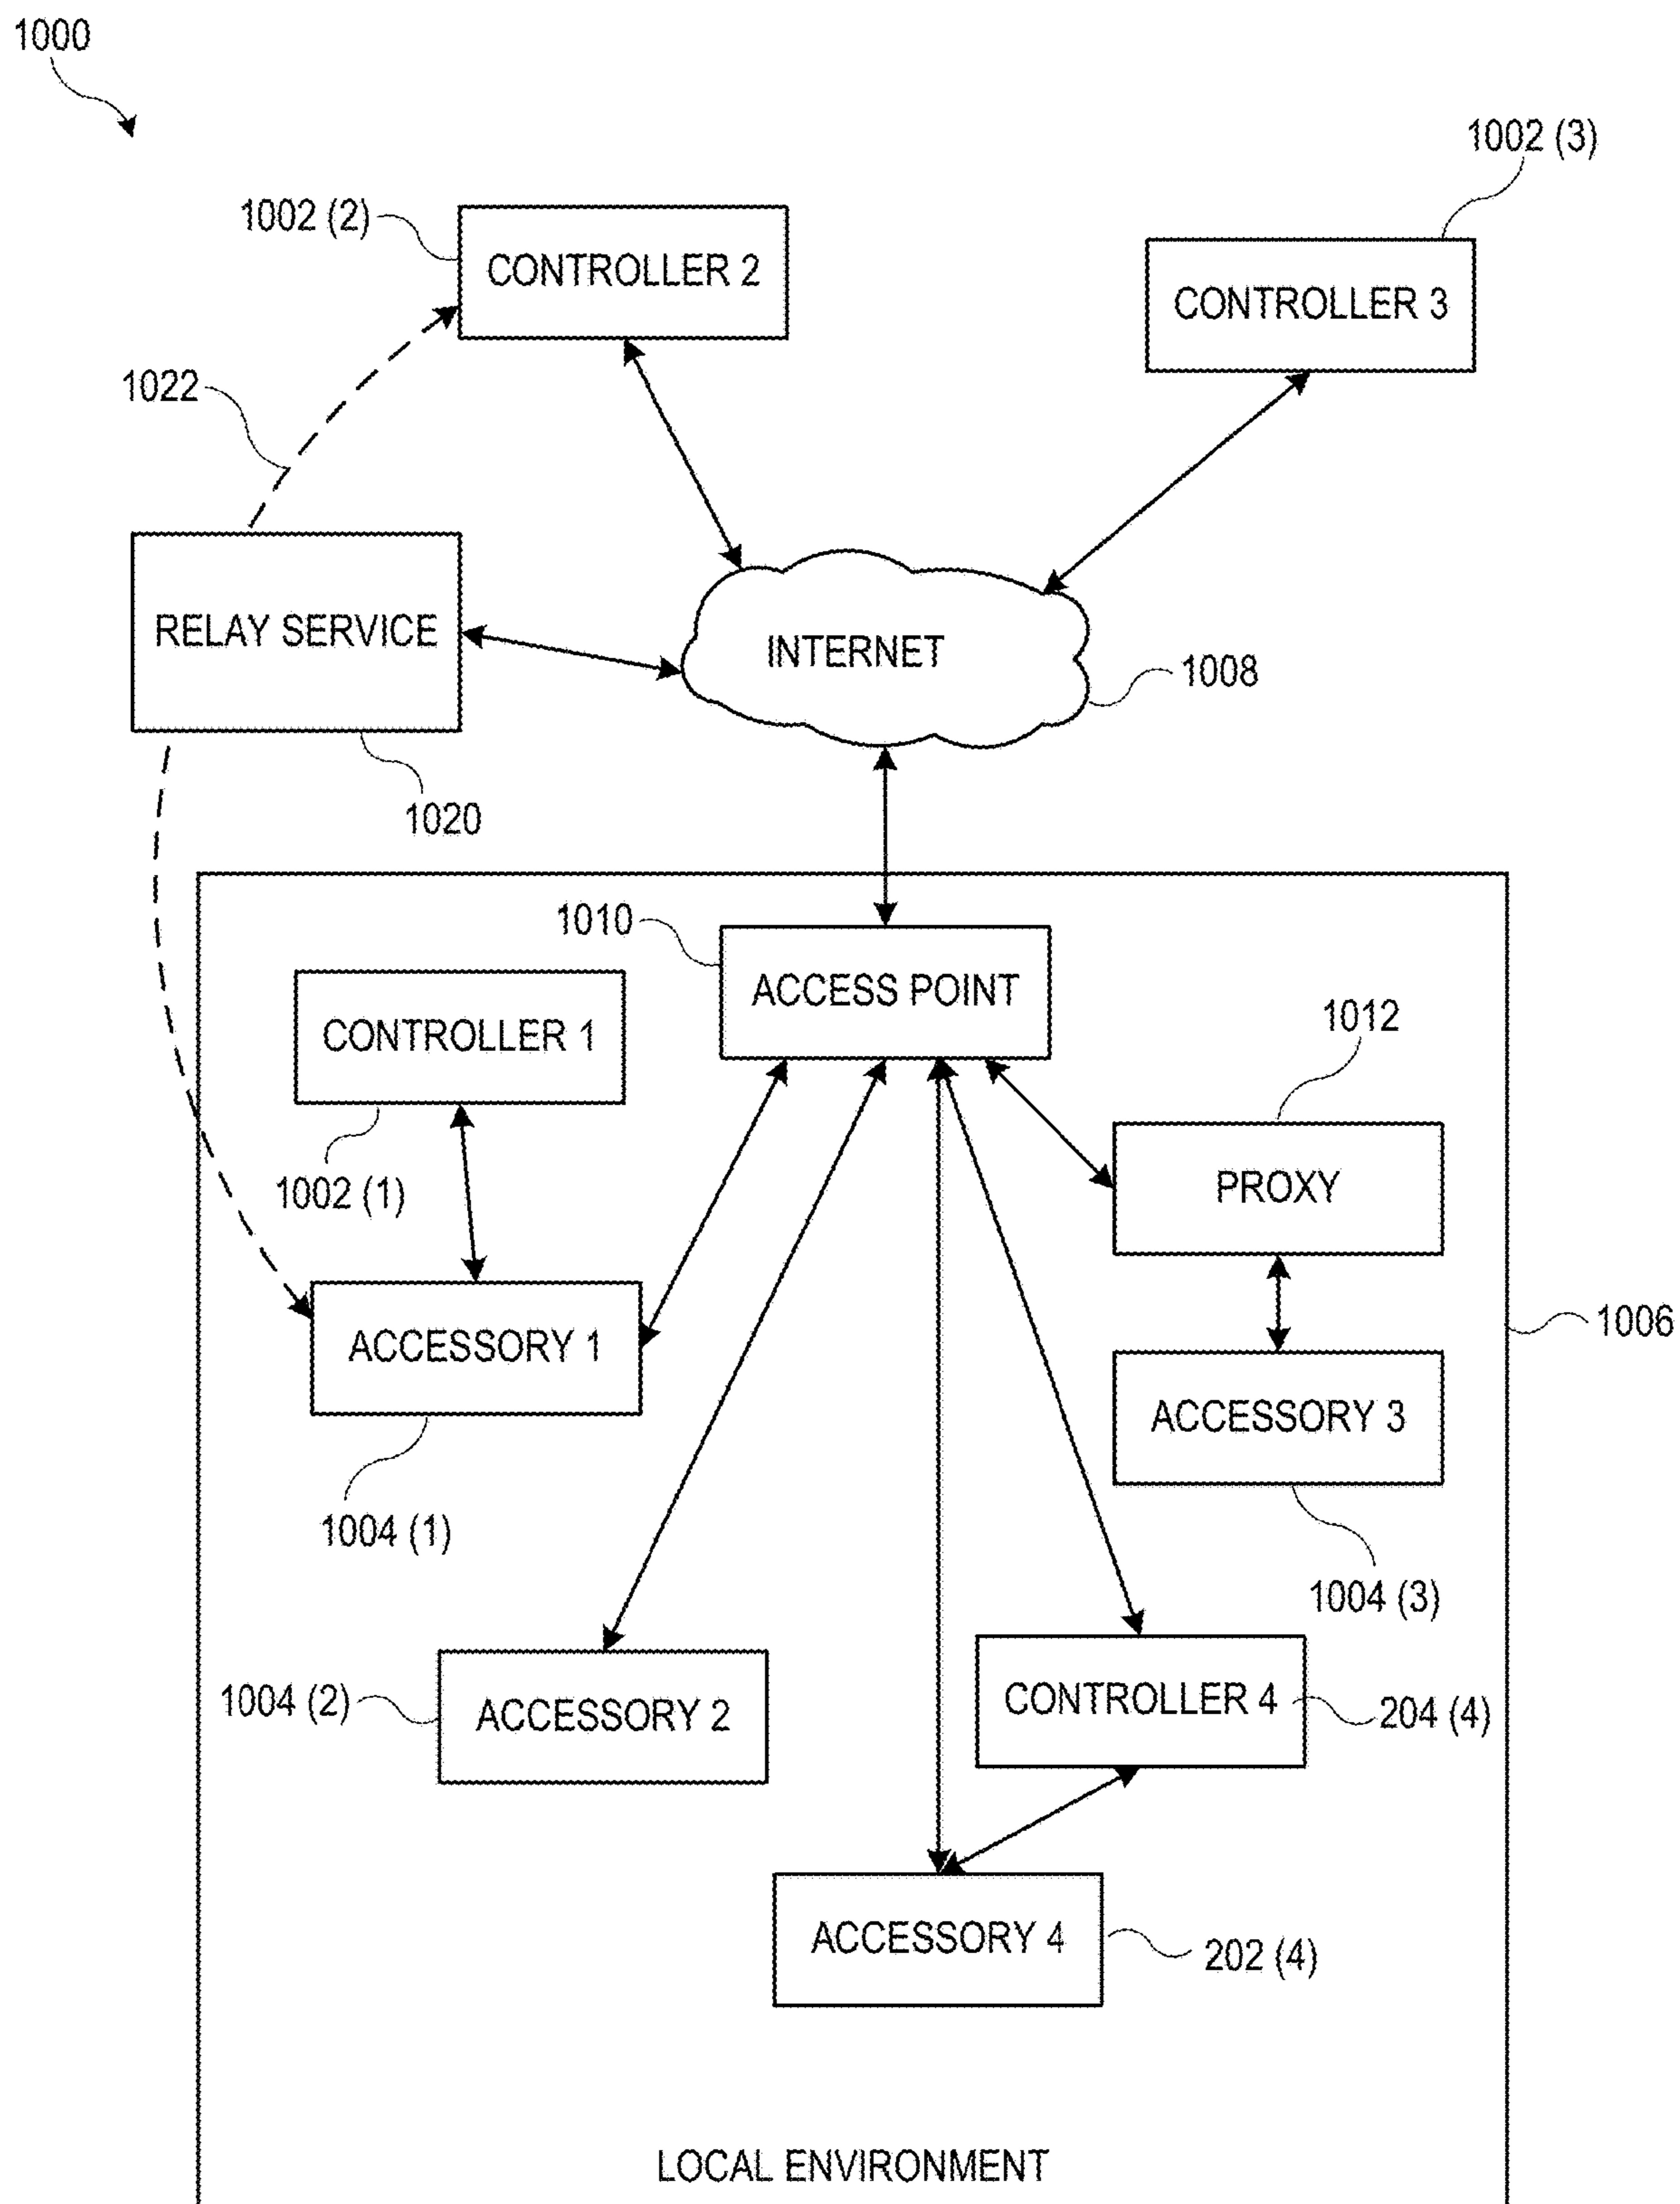 1000
1002 (3)
1002 (2)
CONTROLLER 2
CONTROLLER 3
1022
RELAY SERVICE
INTERNET
1008
1020
1010
ACCESS POINT
CONTROLLER 1
1012
1002 (1)
PROXY
ACCESSORY 1
1006
ACCESSORY 3
1004 (1)
1004 (3)
1004 (2)
ACCESSORY 2
CONTROLLER 4
204 (4)
ACCESSORY 4
202 (4)
LOCAL ENVIRONMENT